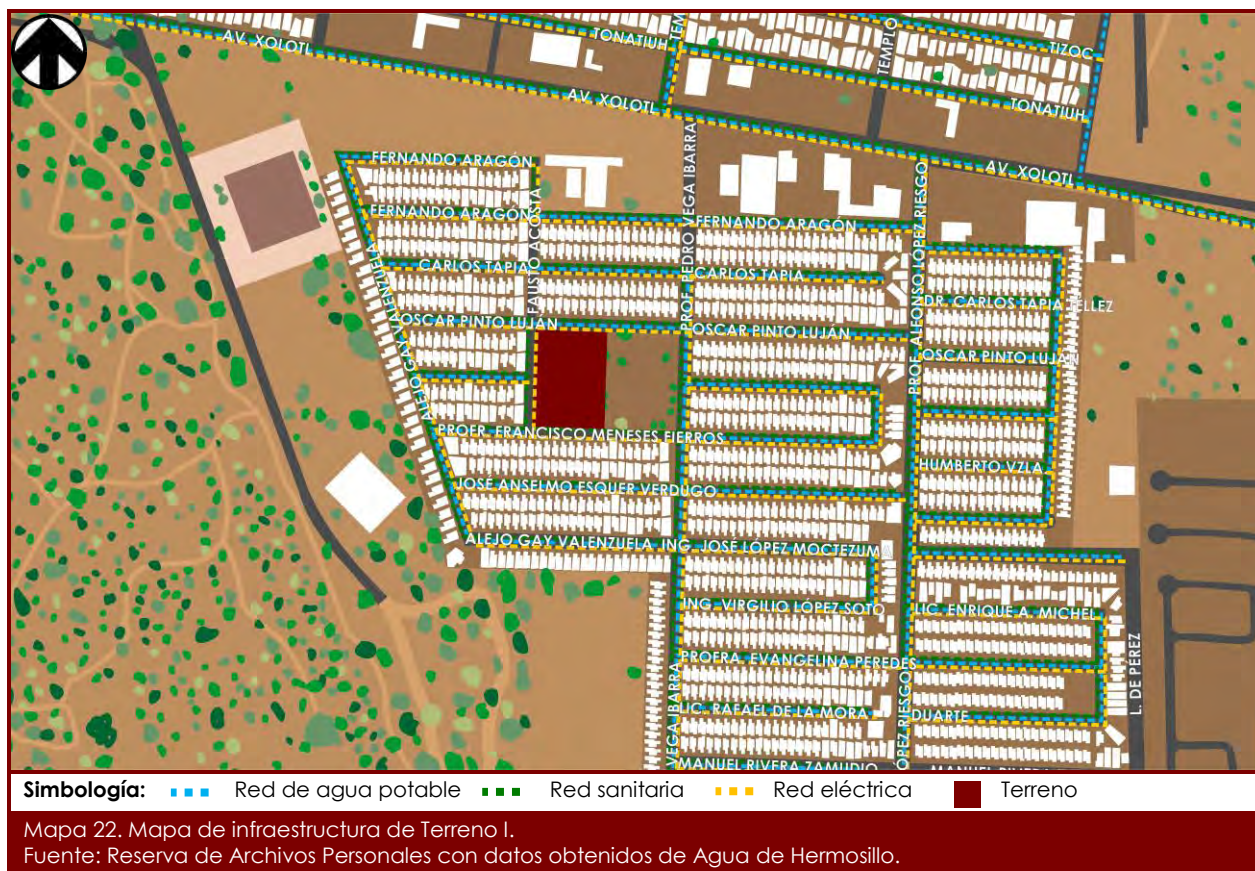 AV. XOLOTL
TONATIUH
TEM
TEMPLO
TIZOC
AV. XOLOTL
TONATIUH
AV. XOLOTL
FERNANDO ARAGÓN
FERNANDO ARAGÓN
FAUSTO ACOSTA
PROF. PEDRO VEGA IBARRA
FERNANDO ARAGÓN
PROF. ALFONSO LOPEZ RIESGO
CARLOS TAPIA
CARLOS TAPIA
DR. CARLOS TAPIA TELLEZ
ALEJO GAY VALENZUELA
OSCAR PINTO LUJÁN
OSCAR PINTO LUJÁN
OSCAR PINTO LUJÁN
PROFR. FRANCISCO MENESES FIERROS
HUMBERTO VZLA
JOSE ANSELMO ESQUER VERDUGO
ALEJO GAY VALENZUELA
ING. JOSÉ LÓPEZ MOCTEZUMA
ING. VIRGILIO LÓPEZ SOTO
LIC. ENRIQUE A. MICHEL
PROFRA. EVANGELINA PEREDES
L. DE PEREZ
VEGA IBARRA
LIC. RAFAEL DE LA MORA
OPEZ RIESGO
DUARTE
MANUEL RIVERA ZAMUDIO
Simbología: Red de agua potable Red sanitaria Red eléctrica Terreno
Mapa 22. Mapa de infraestructura de Terreno I.
Fuente: Reserva de Archivos Personales con datos obtenidos de Agua de Hermosillo.